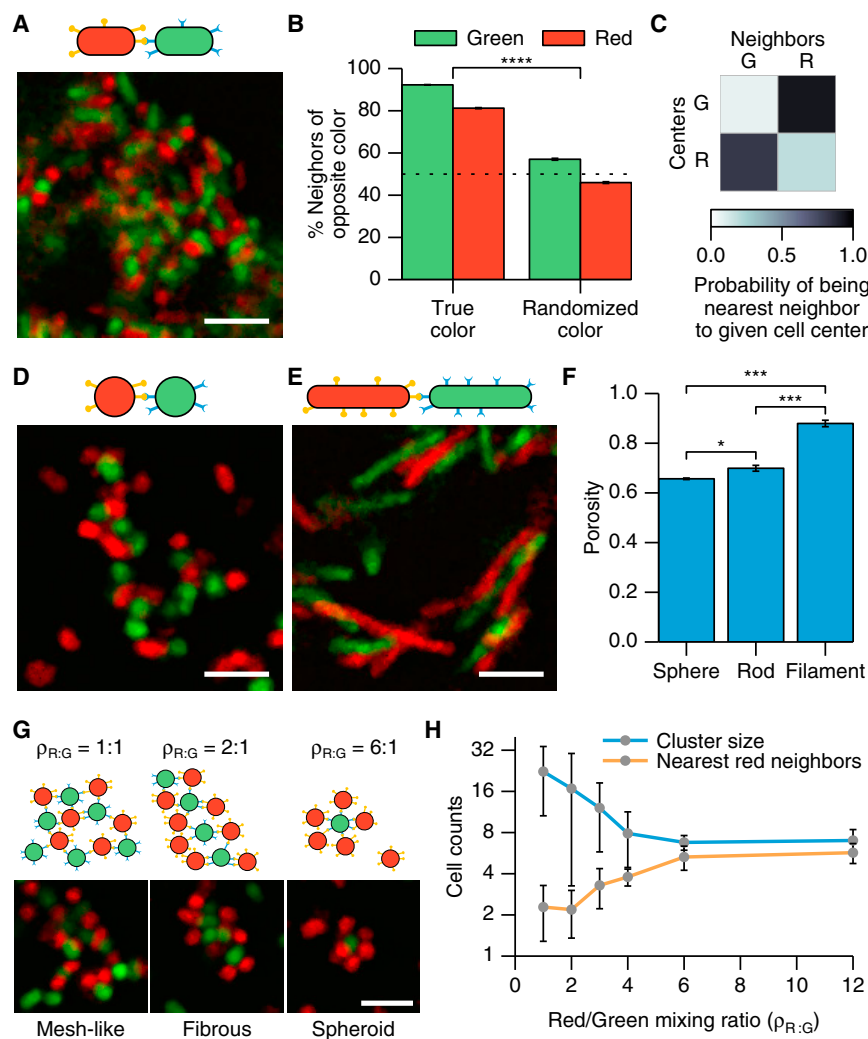 A
B
Green
Red
****
% Neighors of
opposite color
100
80
60
40
20
0
True
color
Randomized
color
C
Neighbors
G R
Centers
G
R
0.0 0.5 1.0
Probability of being
nearest neighbor
to given cell center
D
E
F
***
***
*
Porosity
1.0
0.8
0.6
0.4
0.2
0.0
Sphere Rod Filament
G
ρR:G = 1:1
ρR:G = 2:1
ρR:G = 6:1
Mesh-like
Fibrous
Spheroid
H
Cluster size
Nearest red neighbors
Cell counts
32
16
8
4
2
1
0 2 4 6 8 10 12
Red/Green mixing ratio (ρR:G)